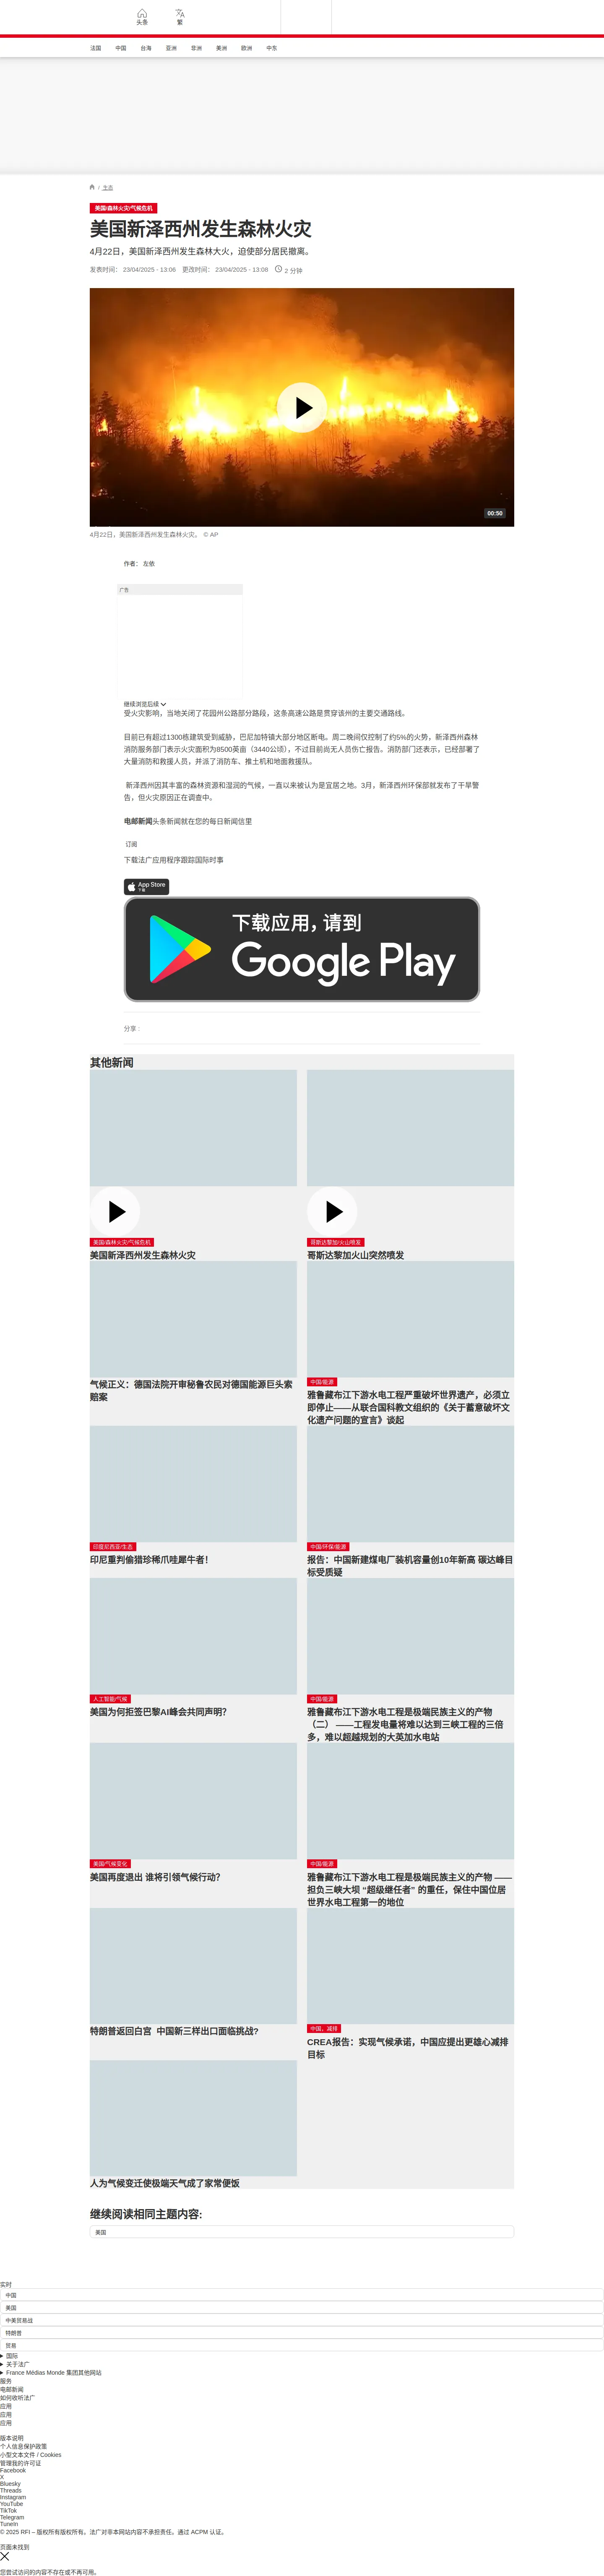 头条
繁
法国
中国
台海
亚洲
非洲
美洲
欧洲
中东
/ 生态
美国/森林火灾/气候危机
美国新泽西州发生森林火灾
4月22日，美国新泽西州发生森林大火，迫使部分居民撤离。
发表时间： 23/04/2025 - 13:06 更改时间： 23/04/2025 - 13:08 2 分钟
00:50
4月22日，美国新泽西州发生森林火灾。 © AP
作者： 左依
广告
继续浏览后续
受火灾影响，当地关闭了花园州公路部分路段，这条高速公路是贯穿该州的主要交通路线。
目前已有超过1300栋建筑受到威胁，巴尼加特镇大部分地区断电。周二晚间仅控制了约5%的火势，新泽西州森林
消防服务部门表示火灾面积为8500英亩（3440公顷），不过目前尚无人员伤亡报告。消防部门还表示，已经部署了
大量消防和救援人员，并派了消防车、推土机和地面救援队。
新泽西州因其丰富的森林资源和湿润的气候，一直以来被认为是宜居之地。3月，新泽西州环保部就发布了干旱警
告，但火灾原因正在调查中。
电邮新闻头条新闻就在您的每日新闻信里
订阅
下载法广应用程序跟踪国际时事
App Store
下载
下载应用，请到
Google Play
分享 :
其他新闻
美国/森林火灾/气候危机
美国新泽西州发生森林火灾
哥斯达黎加/火山喷发
哥斯达黎加火山突然喷发
气候正义：德国法院开审秘鲁农民对德国能源巨头索
赔案
中国/能源
雅鲁藏布江下游水电工程严重破坏世界遗产，必须立
即停止——从联合国科教文组织的《关于蓄意破坏文
化遗产问题的宣言》谈起
印度尼西亚/生态
印尼重判偷猎珍稀爪哇犀牛者！
中国/环保/能源
报告：中国新建煤电厂装机容量创10年新高 碳达峰目
标受质疑
人工智能/气候
美国为何拒签巴黎AI峰会共同声明？
中国/能源
雅鲁藏布江下游水电工程是极端民族主义的产物
（二） ——工程发电量将难以达到三峡工程的三倍
多，难以超越规划的大英加水电站
美国/气候变化
美国再度退出 谁将引领气候行动？
中国/能源
雅鲁藏布江下游水电工程是极端民族主义的产物 ——
担负三峡大坝 “超级继任者” 的重任，保住中国位居
世界水电工程第一的地位
特朗普返回白宫 中国新三样出口面临挑战?
中国，减排
CREA报告：实现气候承诺，中国应提出更雄心减排
目标
人为气候变迁使极端天气成了家常便饭
继续阅读相同主题内容:
美国
实时
中国
美国
中美贸易战
特朗普
贸易
国际
关于法广
France Médias Monde 集团其他网站
服务
电邮新闻
如何收听法广
应用
应用
应用
版本说明
个人信息保护政策
小型文本文件 / Cookies
管理我的许可证
Facebook
X
Bluesky
Threads
Instagram
YouTube
TikTok
Telegram
TuneIn
© 2025 RFI – 版权所有版权所有。法广对非本网站内容不承担责任。通过 ACPM 认证。
页面未找到
您尝试访问的内容不存在或不再可用。